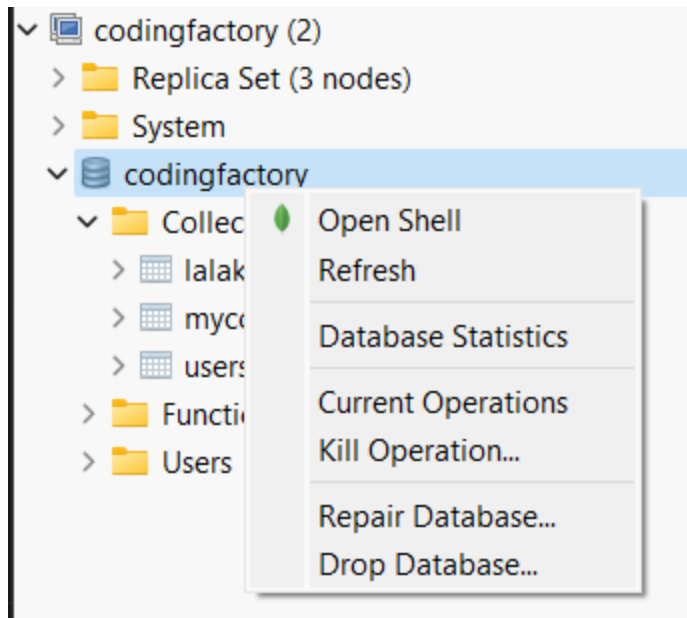 codingfactory (2)
Replica Set (3 nodes)
System
codingfactory
Open Shell
Refresh
Database Statistics
Current Operations
Kill Operation...
Repair Database...
Drop Database...
Collec
lalak
myco
users
Functi
Users